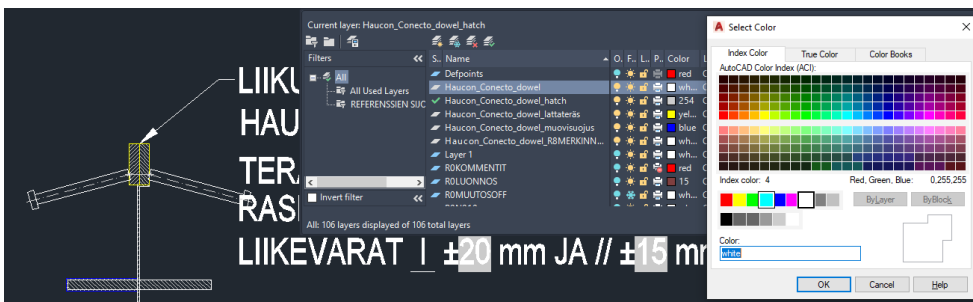 Current layer: Haucon_Conecto_dowel_hatch
Filters
All
All Used Layers
REFERENSSIEN SUC
Invert filter
All: 106 layers displayed of 106 total layers
S.. Name O. F.. L.. P.. Color
Defpoints red
Haucon_Conecto_dowel wh...
Haucon_Conecto_dowel_hatch 254
Haucon_Conecto_dowel_lattateräs yel...
Haucon_Conecto_dowel_muovisuojus blue
Haucon_Conecto_dowel_R8MERKINN... wh...
Layer 1 wh...
R0KOMMENTIT red
R0LUONNOS 15
R0MUUTOSOFF wh...
LIIKU
HAU
TERÄ
RASI
LIIKEVARAT | ±20 mm JA // ±15 mm
A Select Color
Index Color True Color Color Books
AutoCAD Color Index (ACI):
Index color: 4 Red, Green, Blue: 0,255,255
ByLayer ByBlock
Color:
white
OK Cancel Help